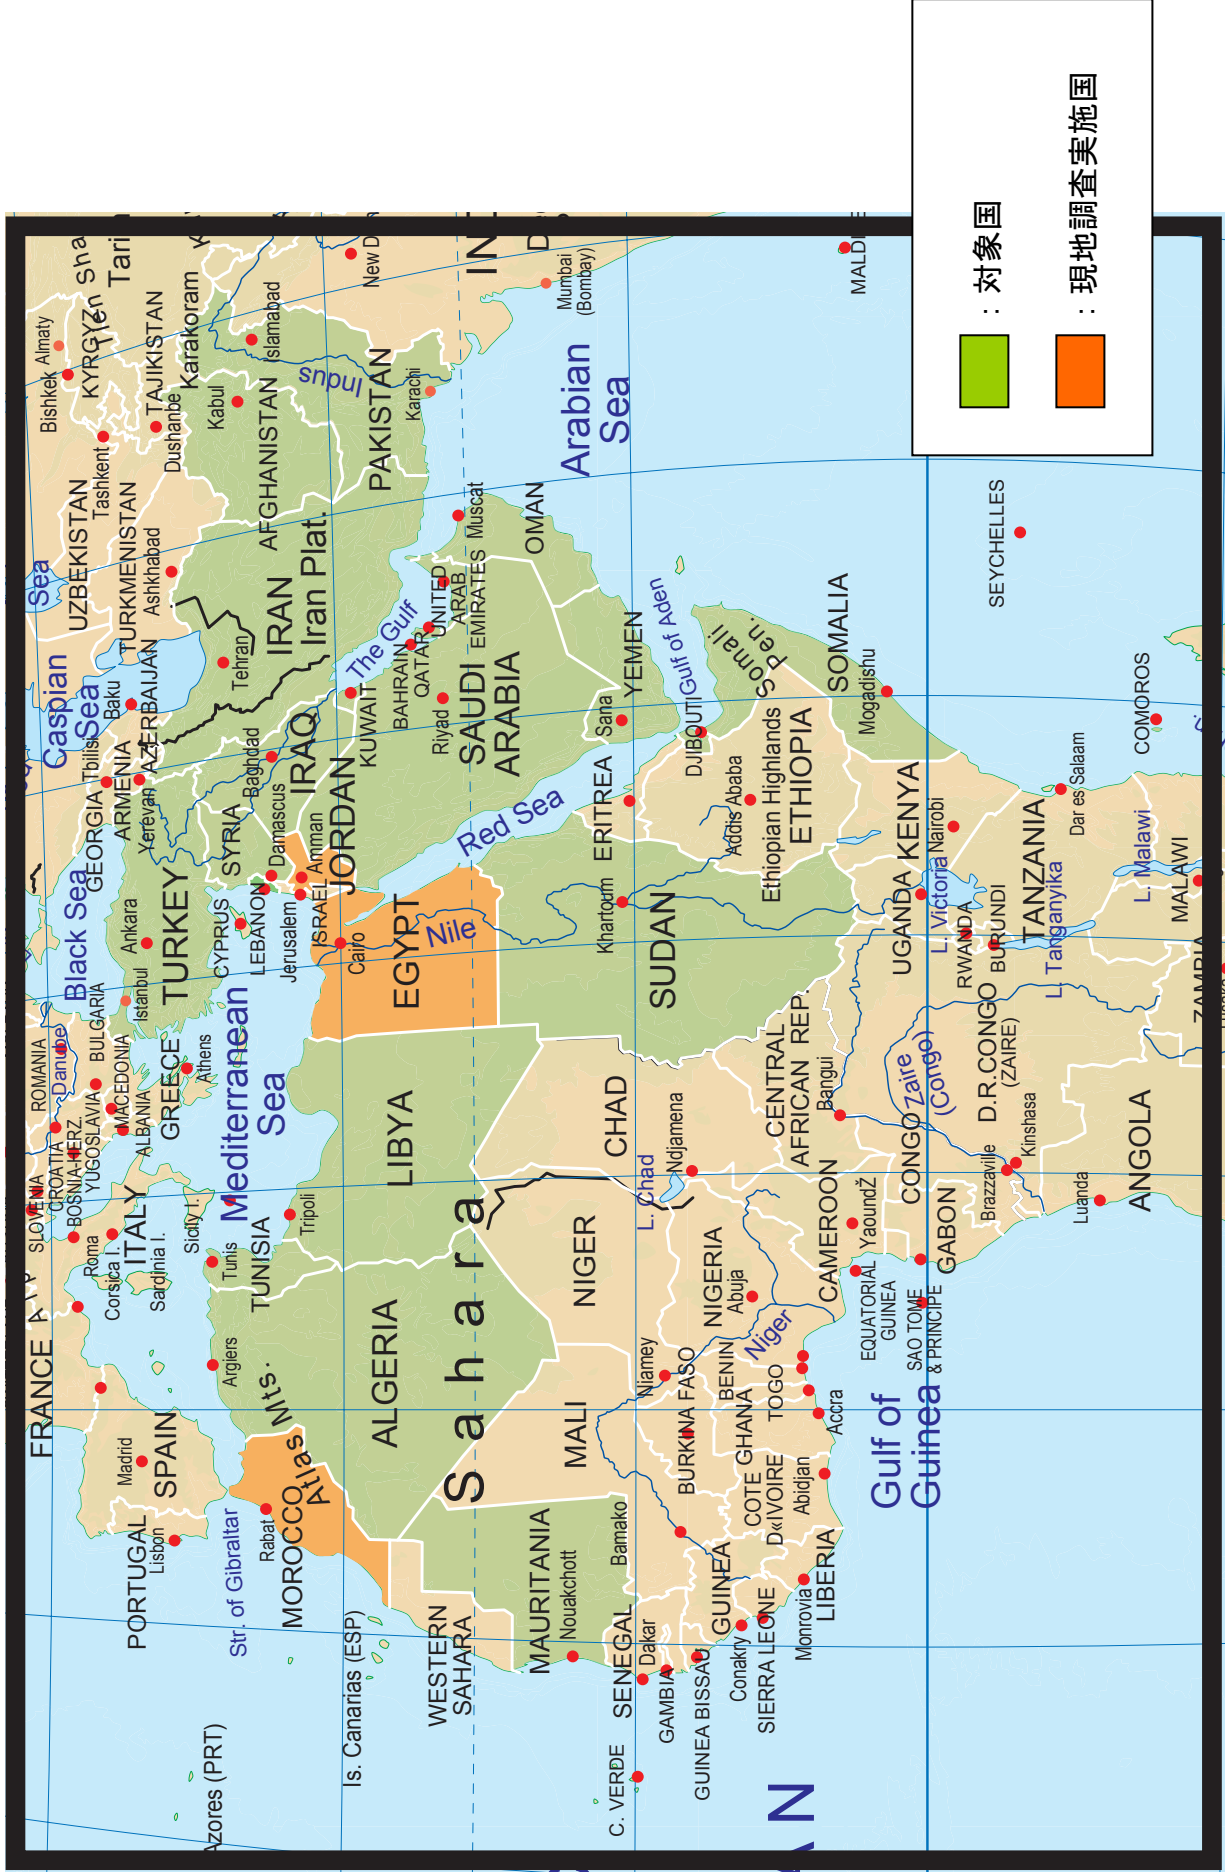 : 対象国
: 現地調査実施国
FRANCE
SLOVENIA
CROATIA
BOSNIA-HERZ.
YUGOSLAVIA
ROMANIA
Danube
BULGARIA
MACEDONIA
ALBANIA
GREECE
Athens
Roma
Corsica I.
ITALY
Sardinia I.
Sicily I.
Madrid
SPAIN
PORTUGAL
Lisbon
Azores (PRT)
Str. of Gibraltar
Is. Canarias (ESP)
Black Sea
Istanbul
Ankara
TURKEY
GEORGIA
Tbilisi
ARMENIA
Yerevan
AZERBAIJAN
Baku
Caspian
Sea
Sea
UZBEKISTAN
Tashkent
TURKMENISTAN
Ashkhabad
Bishkek
Almaty
KYRGYZ
Tien Sha
Tari
TAJIKISTAN
Dushanbe
Karakoram
Islamabad
Kabul
AFGHANISTAN
Indus
PAKISTAN
Karachi
New D
IN
Mumbai
(Bombay)
MALDI
Arabian
Sea
IRAN
Iran Plat.
Tehran
Baghdad
IRAQ
SYRIA
Damascus
CYPRUS
LEBANON
Jerusalem
ISRAEL
Amman
JORDAN
KUWAIT
The Gulf
BAHRAIN
QATAR
UNITED
ARAB
EMIRATES
Muscat
OMAN
Riyad
SAUDI
ARABIA
Sana
YEMEN
Gulf of Aden
Red Sea
Mediterranean
Sea
Rabat
MOROCCO
Atlas Mts.
Argiers
ALGERIA
Tunis
TUNISIA
Tripoli
LIBYA
Cairo
EGYPT
Nile
Sahara
WESTERN
SAHARA
MAURITANIA
Nouakchott
MALI
Bamako
NIGER
Niamey
CHAD
L. Chad
Ndjamena
Khartoum
SUDAN
ERITREA
DJIBOUTI
Addis Ababa
Ethiopian Highlands
ETHIOPIA
Somali
Pen.
SOMALIA
Mogadishu
C. VERDE
SENEGAL
Dakar
GAMBIA
GUINEA BISSAU
GUINEA
Conakry
SIERRA LEONE
Monrovia
LIBERIA
COTE
D«IVOIRE
Abidjan
BURKINA FASO
GHANA
Accra
TOGO
BENIN
Niger
NIGERIA
Abuja
CAMEROON
YaoundŽ
EQUATORIAL
GUINEA
SAO TOME
& PRINCIPE
Gulf of
Guinea
GABON
CONGO
Brazzaville
Kinshasa
CENTRAL
AFRICAN REP.
Bangui
Zaire
(Congo)
D.R.CONGO
(ZAIRE)
UGANDA
KENYA
Nairobi
L. Victoria
RWANDA
BURUNDI
TANZANIA
L. Tanganyika
Dar es Salaam
SEYCHELLES
COMOROS
L. Malawi
MALAWI
ZAMBIA
Luanda
ANGOLA
AN